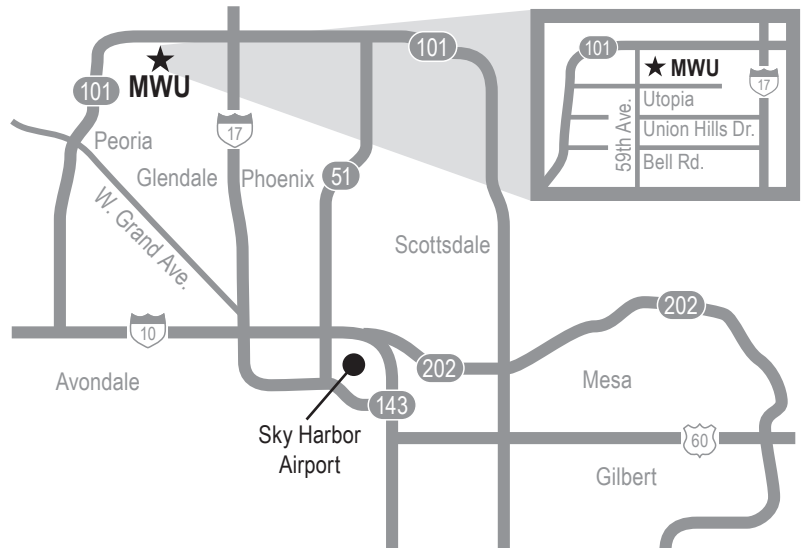 101
101
MWU
17
101
MWU
17
Utopia
Union Hills Dr.
59th Ave.
Bell Rd.
Peoria
Glendale
Phoenix
51
W. Grand Ave.
Scottsdale
202
10
Avondale
202
Mesa
143
Sky Harbor
Airport
60
Gilbert